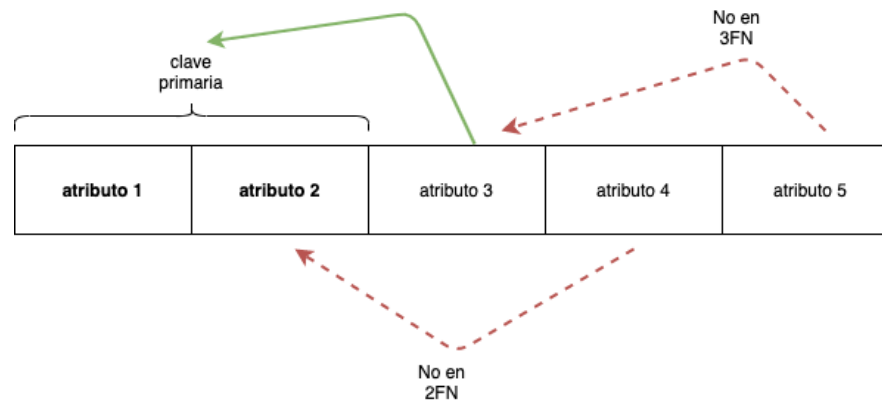 No en
3FN
clave
primaria
atributo 1
atributo 2
atributo 3
atributo 4
atributo 5
No en
2FN